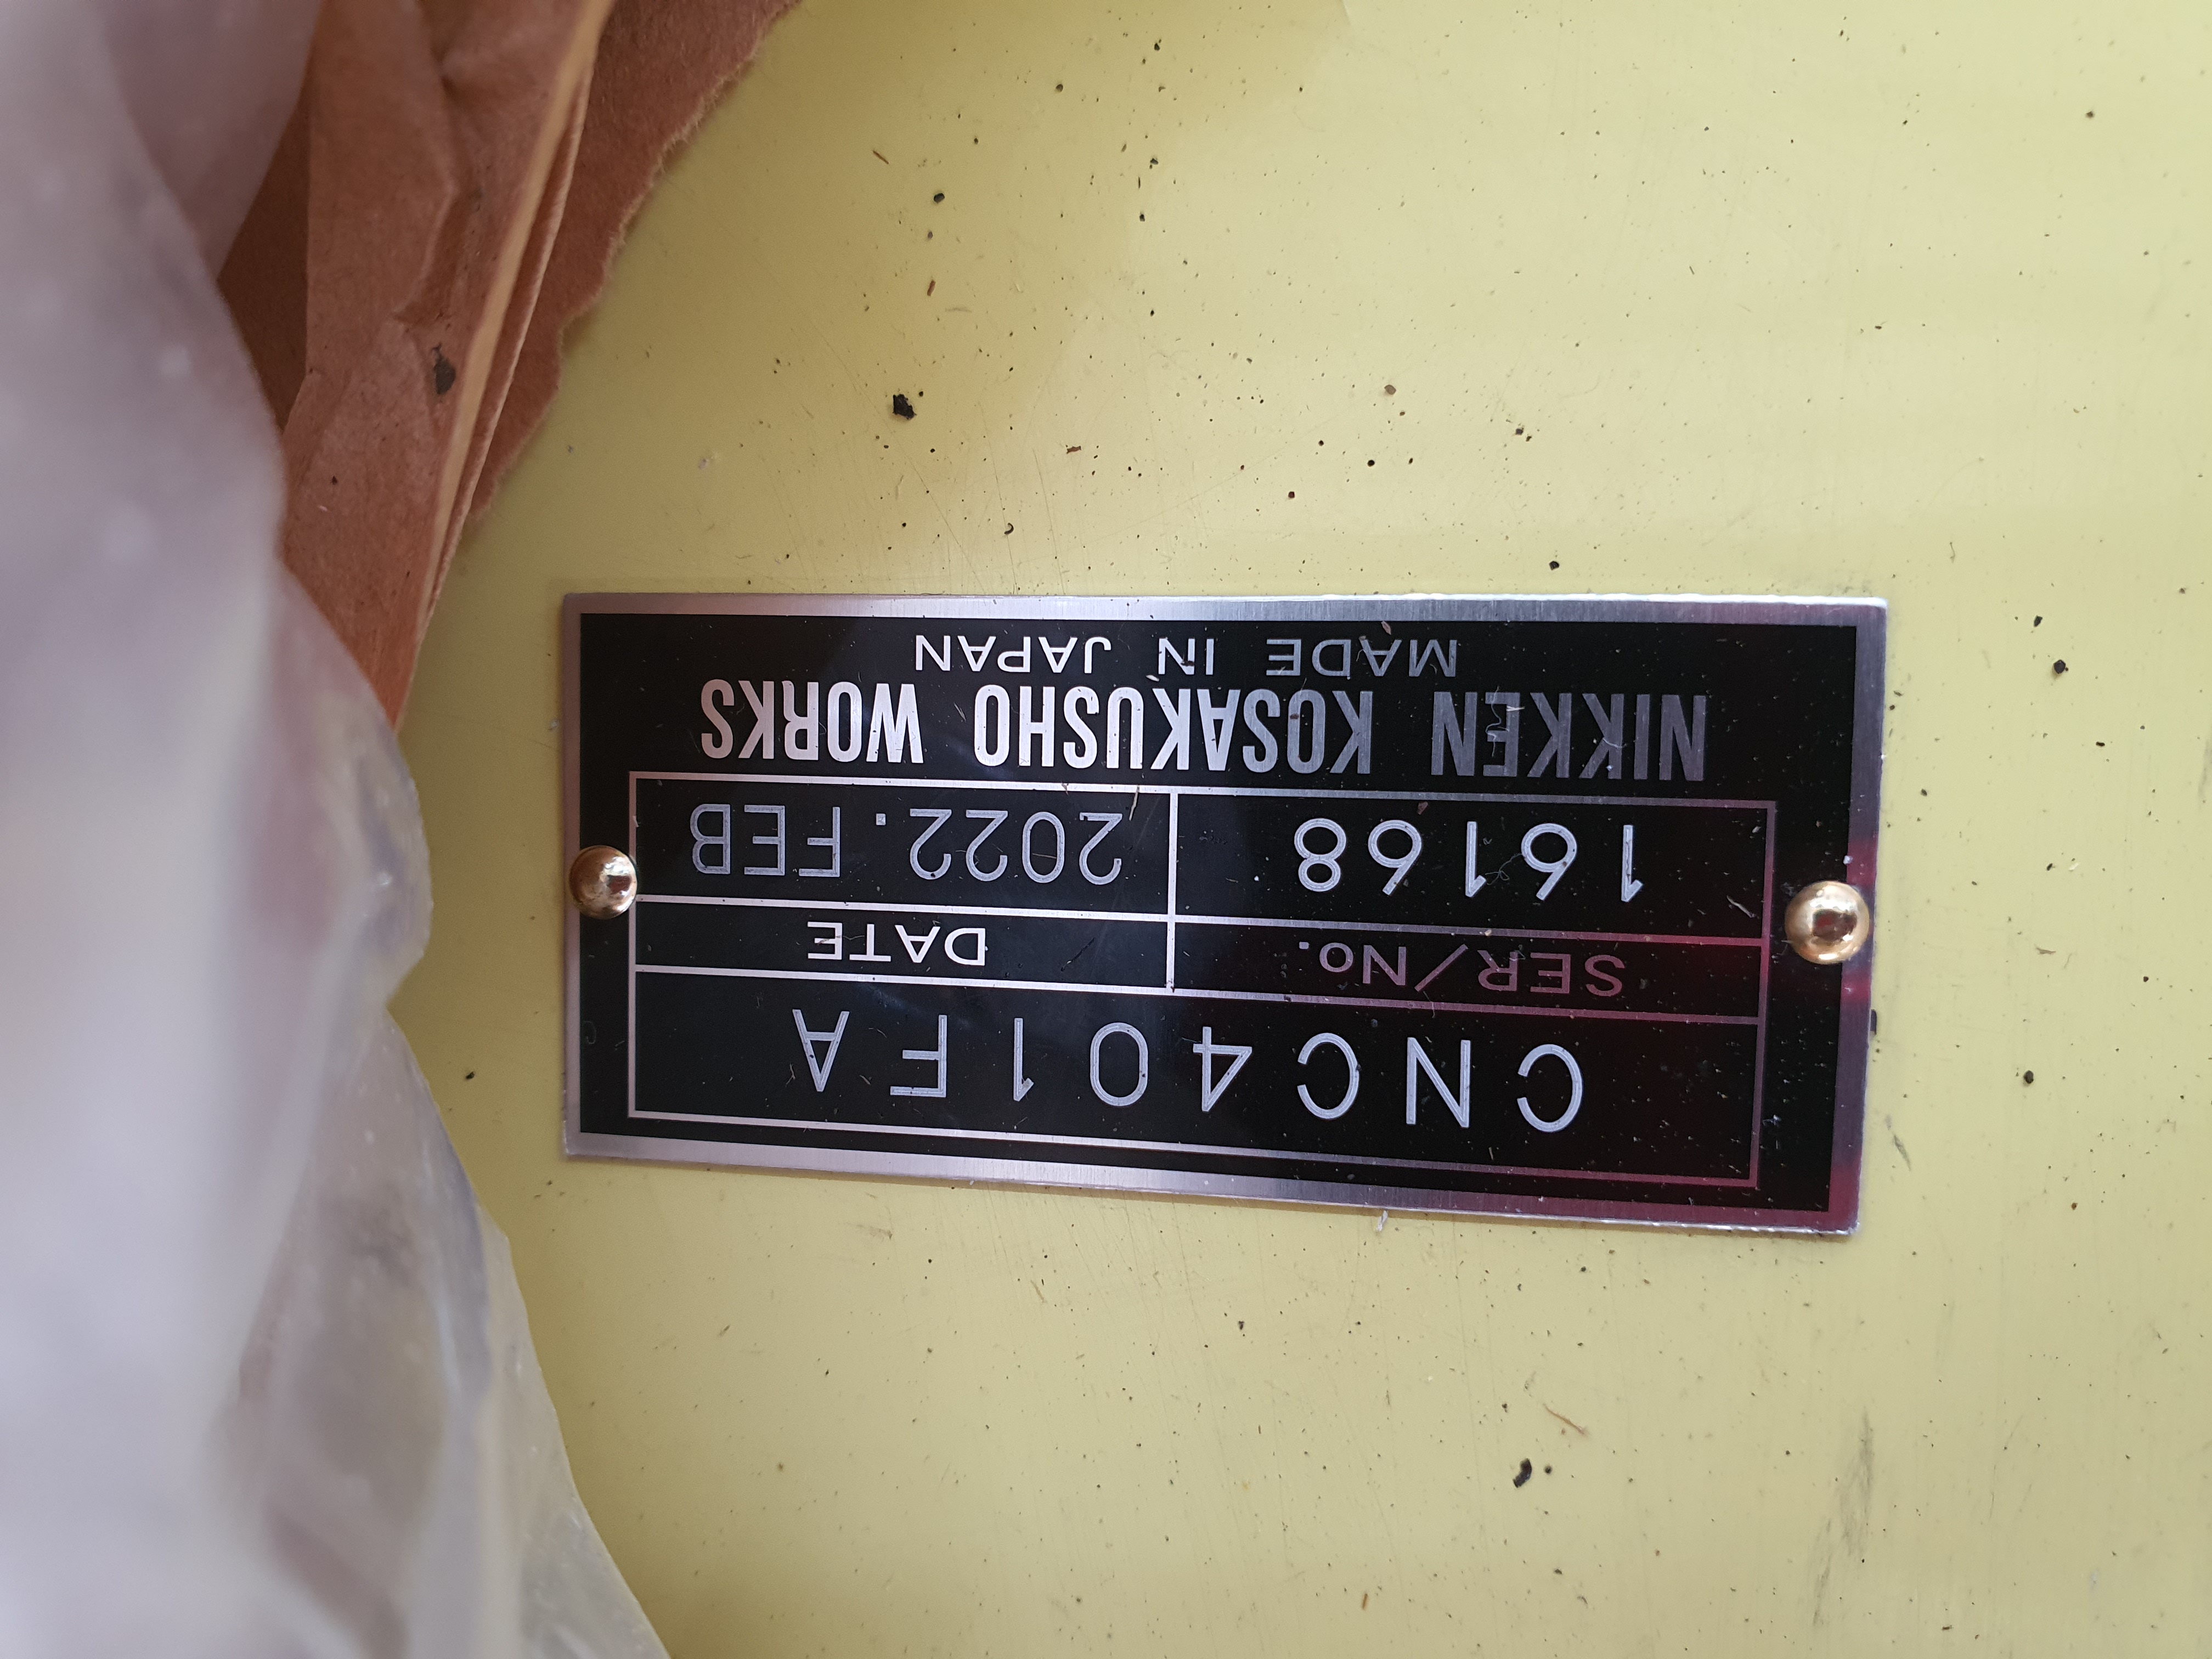 CNC401FA
SER/No. DATE
16168 2022.FEB
NIKKEN KOSAKUSHO WORKS
MADE IN JAPAN